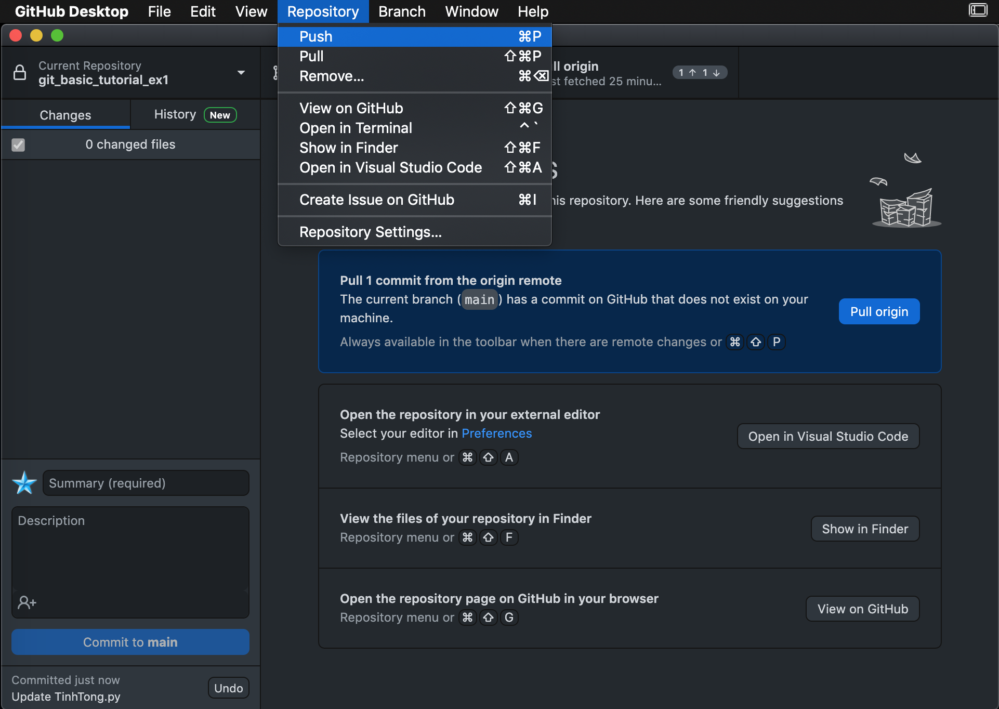 GitHub Desktop File Edit View Repository Branch Window Help
Push ⌘P
Pull ⇧⌘P
Remove... ⌘⌫
View on GitHub ⇧⌘G
Open in Terminal ^`
Show in Finder ⇧⌘F
Open in Visual Studio Code ⇧⌘A
Create Issue on GitHub ⌘I
Repository Settings...
Current Repository
git_basic_tutorial_ex1
ll origin
st fetched 25 minu...
1 ↑ 1 ↓
Changes
History New
0 changed files
s
his repository. Here are some friendly suggestions
Pull 1 commit from the origin remote
The current branch (main) has a commit on GitHub that does not exist on your
machine.
Always available in the toolbar when there are remote changes or ⌘ ⇧ P
Pull origin
Open the repository in your external editor
Select your editor in Preferences
Repository menu or ⌘ ⇧ A
Open in Visual Studio Code
View the files of your repository in Finder
Repository menu or ⌘ ⇧ F
Show in Finder
Open the repository page on GitHub in your browser
Repository menu or ⌘ ⇧ G
View on GitHub
Summary (required)
Description
Commit to main
Committed just now
Update TinhTong.py
Undo